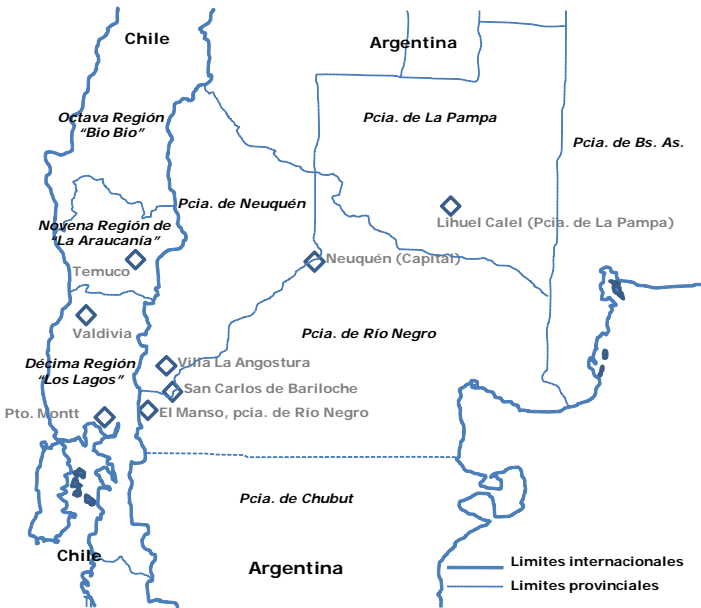 Chile
Argentina
Octava Región
“Bio Bio”
Pcia. de La Pampa
Pcia. de Bs. As.
Pcia. de Neuquén
Lihuel Calel (Pcia. de La Pampa)
Novena Región de
“La Araucanía”
Neuquén (Capital)
Temuco
Valdivia
Pcia. de Río Negro
Décima Región
“Los Lagos”
Villa La Angostura
San Carlos de Bariloche
Pto. Montt
El Manso, pcia. de Río Negro
Pcia. de Chubut
Chile
Argentina
Limites internacionales
Limites provinciales